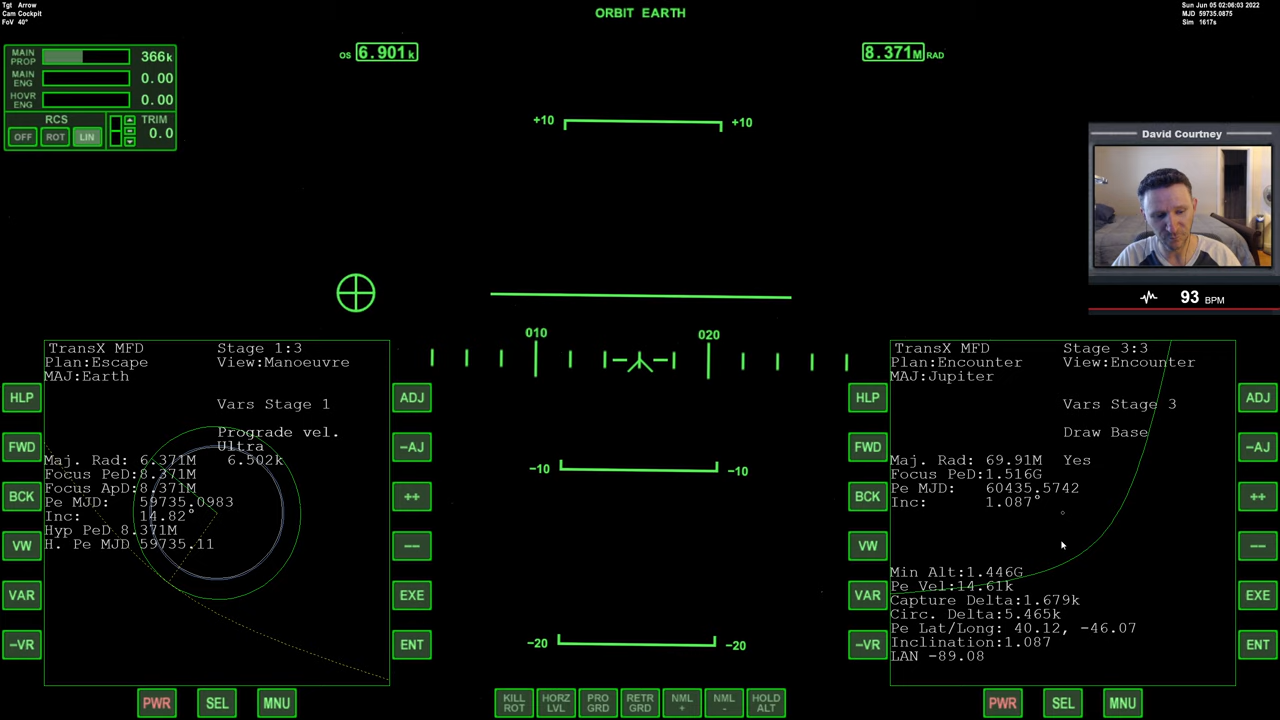 Tgt Arrow
Cam Cockpit
FoV 40°
ORBIT EARTH
Sun Jun 05 02:06:03 2022
MJD 59735.0875
Sim 1617s
MAIN PROP 366k
MAIN ENG 0.00
HOVR ENG 0.00
RCS TRIM
OFF ROT LIN 0.0
OS 6.901k
8.371M RAD
+10 +10
David Courtney
93 BPM
010 020
-10 -10
-20 -20
TransX MFD Stage 1:3
Plan:Escape View:Manoeuvre
MAJ:Earth
Vars Stage 1
Prograde vel.
Ultra
Maj. Rad: 6.371M 6.502k
Focus PeD:8.371M
Focus ApD:8.371M
Pe MJD: 59735.0983
Inc: 14.82°
Hyp PeD 8.371M
H. Pe MJD 59735.11
HLP
FWD
BCK
VW
VAR
-VR
ADJ
-AJ
++
--
EXE
ENT
PWR SEL MNU
KILL ROT
HORZ LVL
PRO GRD
RETR GRD
NML +
NML -
HOLD ALT
TransX MFD Stage 3:3
Plan:Encounter View:Encounter
MAJ:Jupiter
Vars Stage 3
Draw Base
Maj. Rad: 69.91M Yes
Focus PeD:1.516G
Pe MJD: 60435.5742
Inc: 1.087°
Min Alt:1.446G
Pe Vel:14.61k
Capture Delta:1.679k
Circ. Delta:5.465k
Pe Lat/Long: 40.12, -46.07
Inclination:1.087
LAN -89.08
HLP
FWD
BCK
VW
VAR
-VR
ADJ
-AJ
++
--
EXE
ENT
PWR SEL MNU